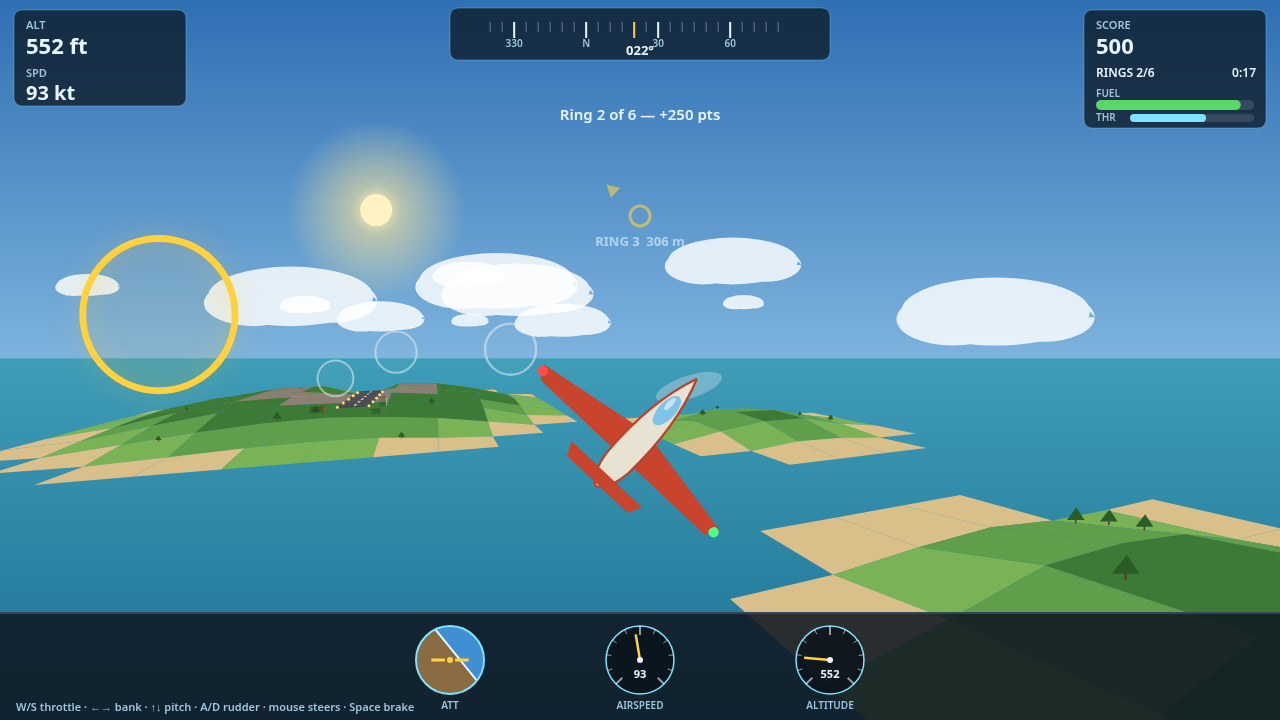 ALT
552 ft
SPD
93 kt
330
N
30
60
022°
SCORE
500
RINGS 2/6
0:17
FUEL
THR
Ring 2 of 6 — +250 pts
RING 3 306 m
93
552
W/S throttle · ←→ bank · ↑↓ pitch · A/D rudder · mouse steers · Space brake
ATT
AIRSPEED
ALTITUDE